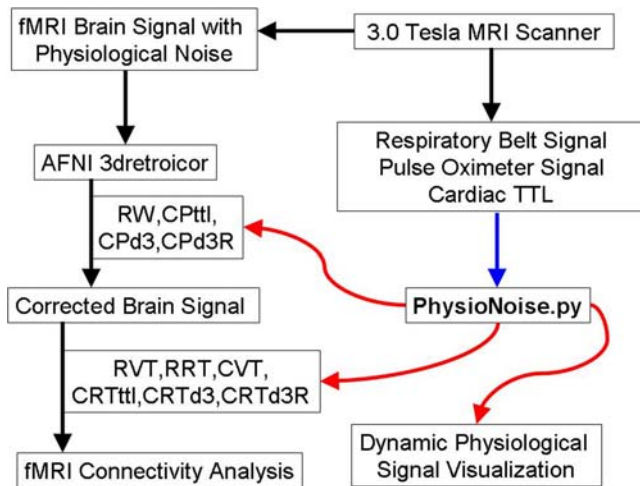 fMRI Brain Signal with
Physiological Noise
3.0 Tesla MRI Scanner
AFNI 3dretroicor
Respiratory Belt Signal
Pulse Oximeter Signal
Cardiac TTL
RW,CPttl,
CPd3,CPd3R
Corrected Brain Signal
PhysioNoise.py
RVT,RRT,CVT,
CRTttl,CRTd3,CRTd3R
fMRI Connectivity Analysis
Dynamic Physiological
Signal Visualization